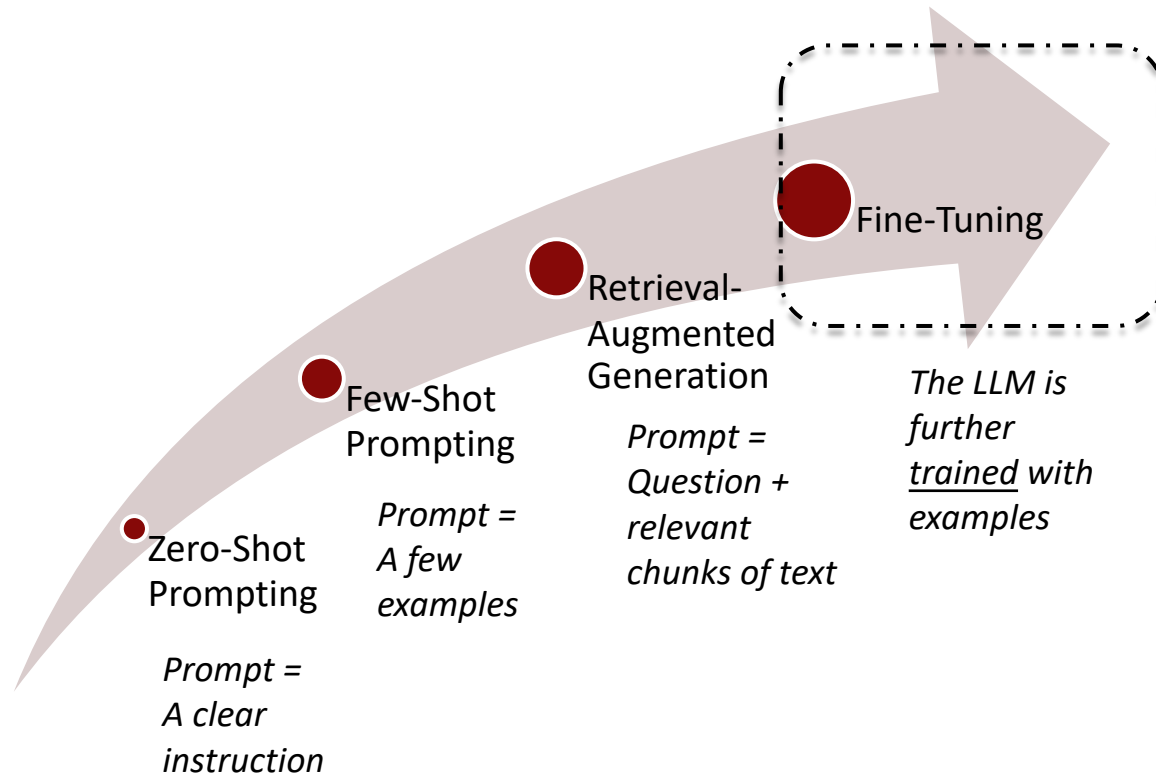 Zero-Shot
Prompting
Prompt =
A clear
instruction
Few-Shot
Prompting
Prompt =
A few
examples
Retrieval-
Augmented
Generation
Prompt =
Question +
relevant
chunks of text
Fine-Tuning
The LLM is
further
trained with
examples